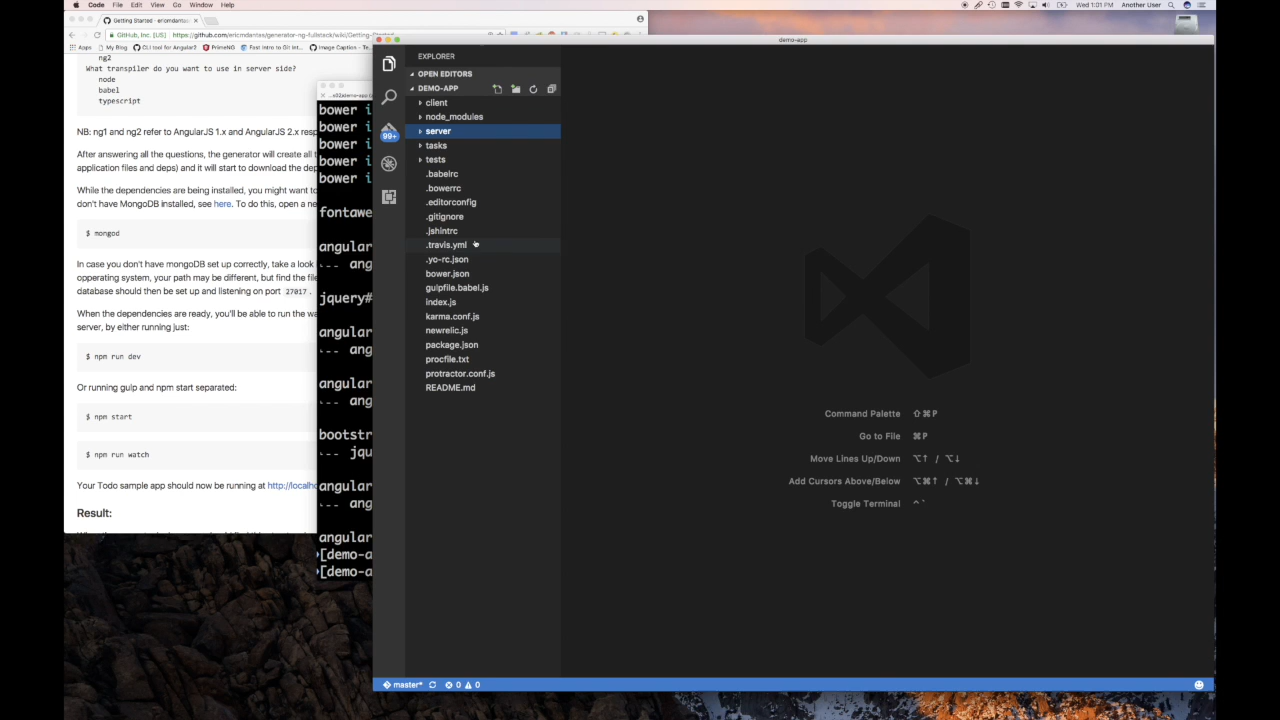 Code File Edit View Go Window Help
Wed 1:01 PM Another User
Getting Started · ericmdantas
GitHub, Inc. [US] https://github.com/ericmdantas/generator-ng-fullstack/wiki/Getting-
Apps My Blog CLI tool for Angular2 PrimeNG Fast Intro to Git Int... Image Caption - Te...
ng2
What transpiler do you want to use in server side?
node
babel
typescript
NB: ng1 and ng2 refer to AngularJS 1.x and AngularJS 2.x resp
After answering all the questions, the generator will create all t
application files and deps) and it will start to download the dep
While the dependencies are being installed, you might want to
don't have MongoDB installed, see here. To do this, open a ne
$ mongod
In case you don't have mongoDB set up correctly, take a look
opperating system, your path may be different, but find the file
database should then be set up and listening on port 27017 .
When the dependencies are ready, you'll be able to run the wa
server, by either running just:
$ npm run dev
Or running gulp and npm start separated:
$ npm start
$ npm run watch
Your Todo sample app should now be running at http://localho
Result:
bower i
bower i
bower i
bower i
bower i
fontawe
angular
└── ang
jquery#
angular
└── ang
angular
└── ang
bootstr
└── jqu
angular
└── ang
angular
[demo-a
[demo-a
demo-app
EXPLORER
OPEN EDITORS
DEMO-APP
client
node_modules
server
tasks
tests
.babelrc
.bowerrc
.editorconfig
.gitignore
.jshintrc
.travis.yml
.yo-rc.json
bower.json
gulpfile.babel.js
index.js
karma.conf.js
newrelic.js
package.json
procfile.txt
protractor.conf.js
README.md
99+
Command Palette ⇧⌘P
Go to File ⌘P
Move Lines Up/Down ⌥↑ / ⌥↓
Add Cursors Above/Below ⌥⌘↑ / ⌥⌘↓
Toggle Terminal ⌃`
master* 0 0